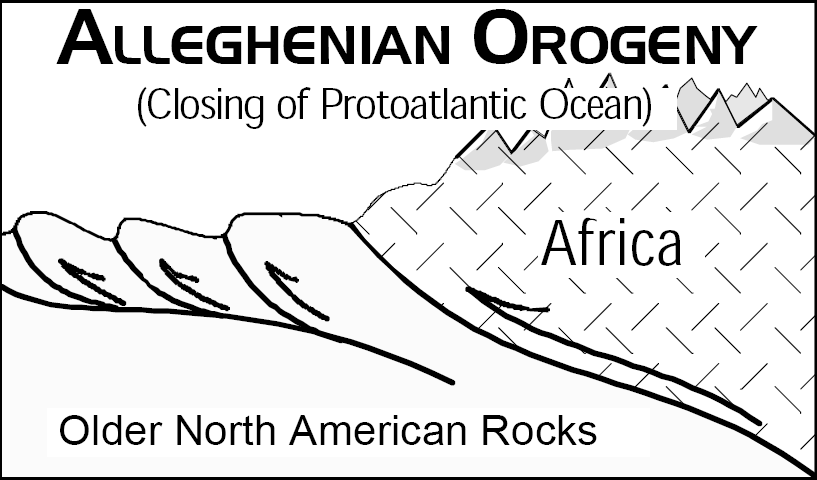 ALLEGHENIAN OROGENY
(Closing of Protoatlantic Ocean)
Africa
Older North American Rocks